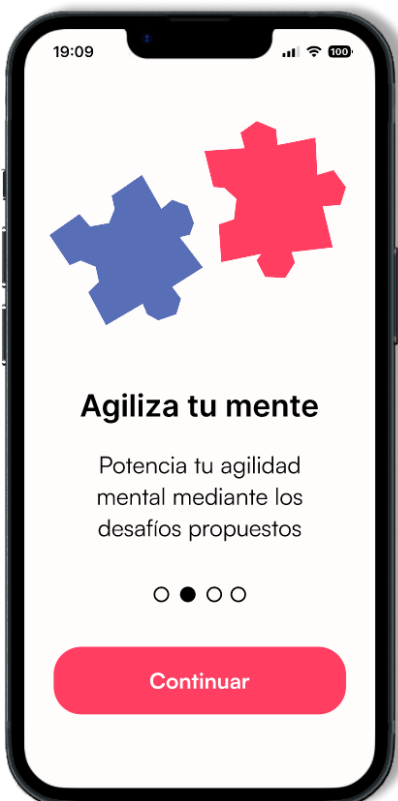 19:09
100
Agiliza tu mente
Potencia tu agilidad
mental mediante los
desafíos propuestos
Continuar